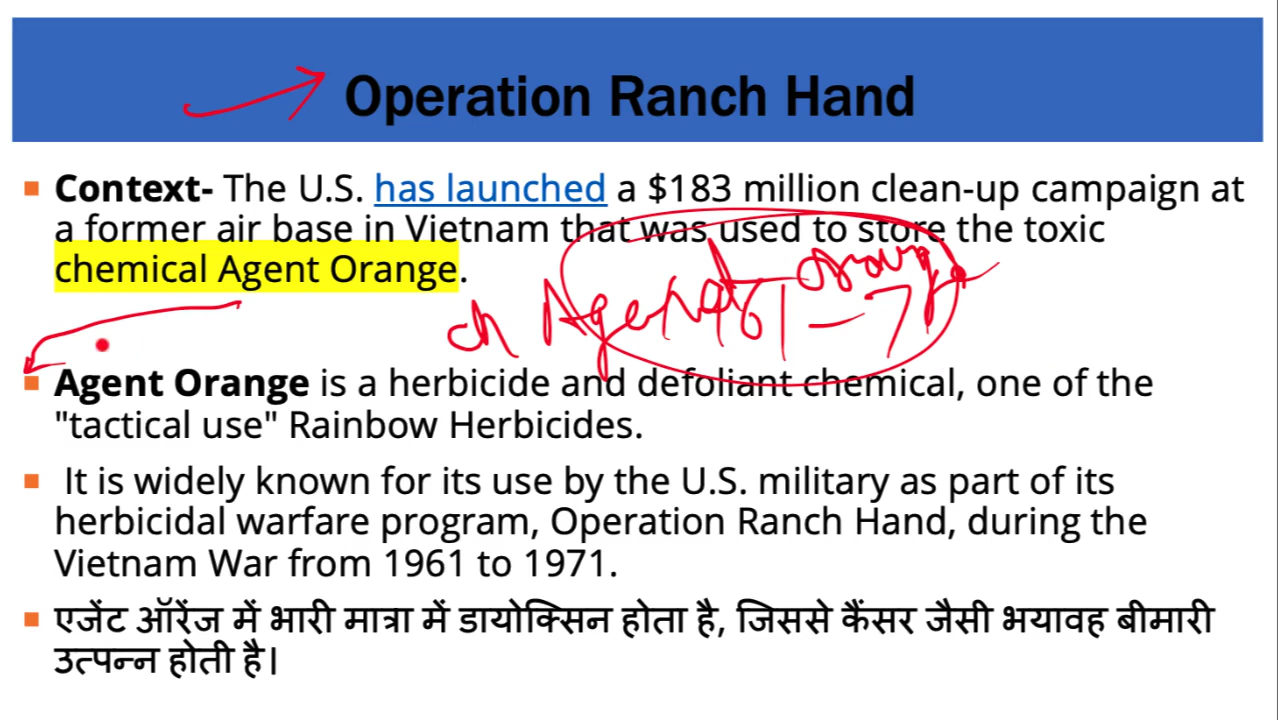 Operation Ranch Hand
Context- The U.S. has launched a $183 million clean-up campaign at
a former air base in Vietnam that was used to store the toxic
chemical Agent Orange.
ch Agent orange
1961-71
Agent Orange is a herbicide and defoliant chemical, one of the
"tactical use" Rainbow Herbicides.
It is widely known for its use by the U.S. military as part of its
herbicidal warfare program, Operation Ranch Hand, during the
Vietnam War from 1961 to 1971.
एजेंट ऑरेंज में भारी मात्रा में डायोक्सिन होता है, जिससे कैंसर जैसी भयावह बीमारी
उत्पन्न होती है।